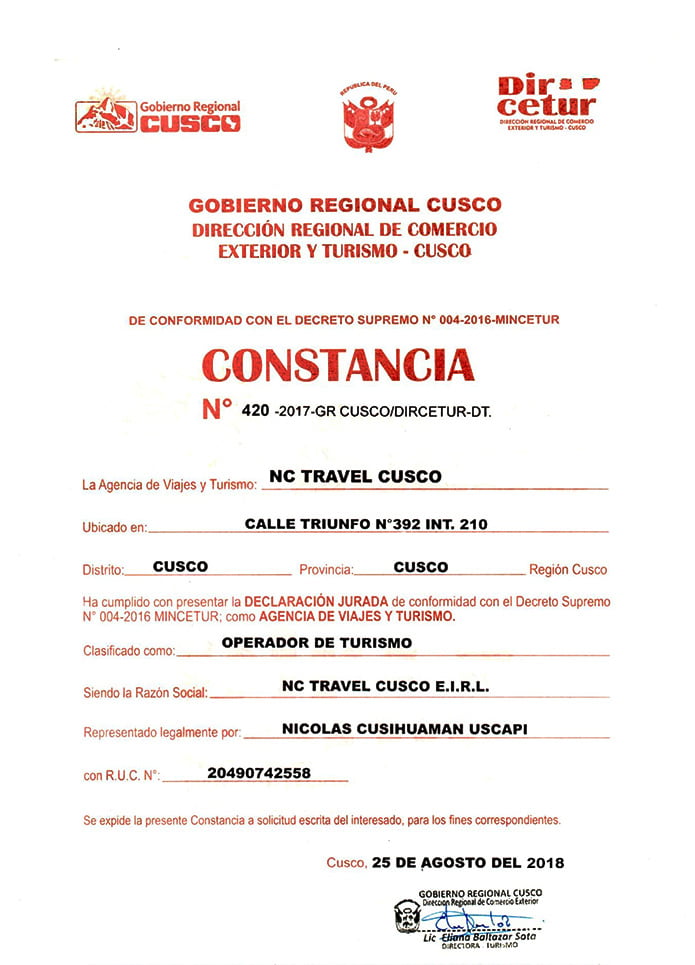 Gobierno Regional
CUSCO
REPUBLICA DEL PERU
Dir
cetur
DIRECCIÓN REGIONAL DE COMERCIO
EXTERIOR Y TURISMO - CUSCO
GOBIERNO REGIONAL CUSCO
DIRECCIÓN REGIONAL DE COMERCIO
EXTERIOR Y TURISMO - CUSCO
DE CONFORMIDAD CON EL DECRETO SUPREMO N° 004-2016-MINCETUR
CONSTANCIA
N° 420 -2017-GR CUSCO/DIRCETUR-DT.
La Agencia de Viajes y Turismo: NC TRAVEL CUSCO
Ubicado en: CALLE TRIUNFO N°392 INT. 210
Distrito: CUSCO Provincia: CUSCO Región Cusco
Ha cumplido con presentar la DECLARACIÓN JURADA de conformidad con el Decreto Supremo
N° 004-2016 MINCETUR; como AGENCIA DE VIAJES Y TURISMO.
Clasificado como: OPERADOR DE TURISMO
Siendo la Razón Social: NC TRAVEL CUSCO E.I.R.L.
Representado legalmente por: NICOLAS CUSIHUAMAN USCAPI
con R.U.C. N°: 20490742558
Se expide la presente Constancia a solicitud escrita del interesado, para los fines correspondientes.
Cusco, 25 DE AGOSTO DEL 2018
GOBIERNO REGIONAL CUSCO
Dirección Regional de Comercio Exterior
Lic Eliana Baltazar Sota
DIRECTORA TURISMO